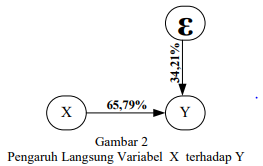 ε
34,21%
65,79%
X
Y
Gambar 2
Pengaruh Langsung Variabel X terhadap Y